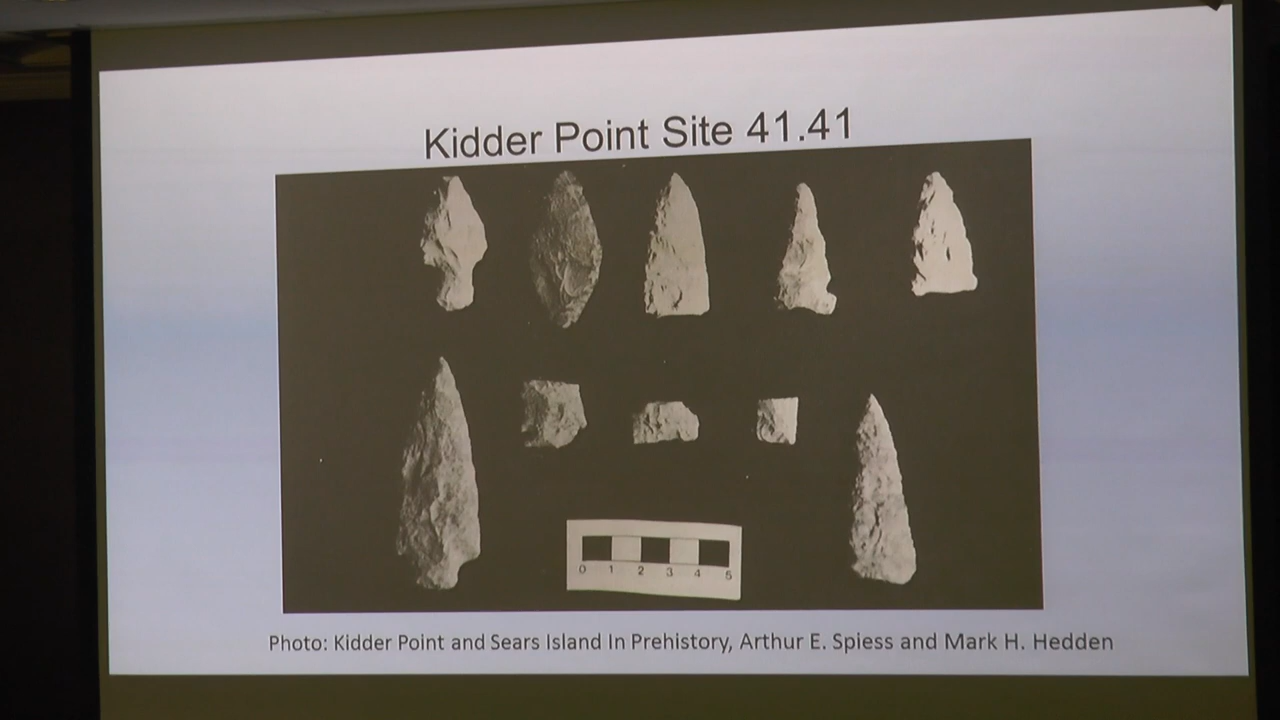 Kidder Point Site 41.41
0 1 2 3 4 5
Photo: Kidder Point and Sears Island In Prehistory, Arthur E. Spiess and Mark H. Hedden